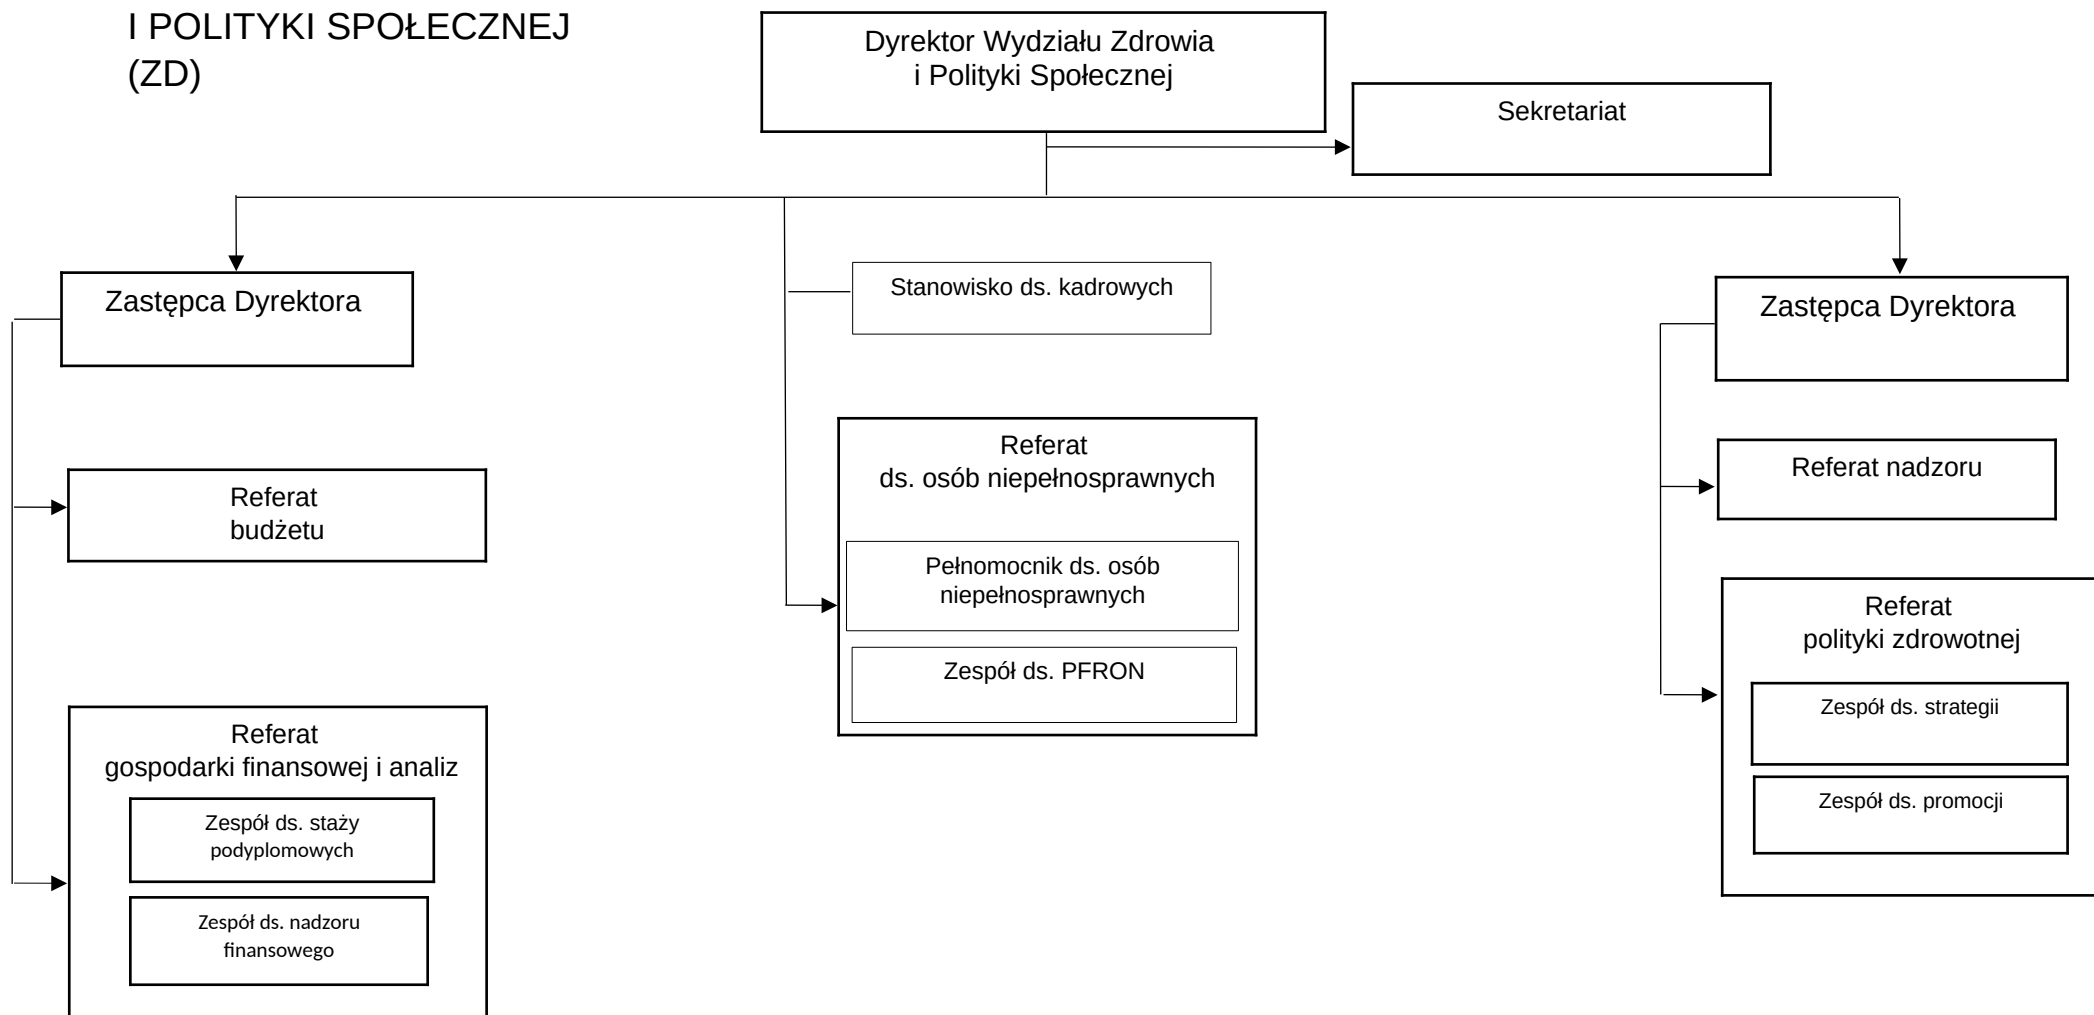 I POLITYKI SPOŁECZNEJ
(ZD)
Dyrektor Wydziału Zdrowia
i Polityki Społecznej
Sekretariat
Zastępca Dyrektora
Stanowisko ds. kadrowych
Zastępca Dyrektora
Referat
budżetu
Referat
ds. osób niepełnosprawnych
Pełnomocnik ds. osób
niepełnosprawnych
Zespół ds. PFRON
Referat nadzoru
Referat
polityki zdrowotnej
Zespół ds. strategii
Zespół ds. promocji
Referat
gospodarki finansowej i analiz
Zespół ds. staży
podyplomowych
Zespół ds. nadzoru
finansowego